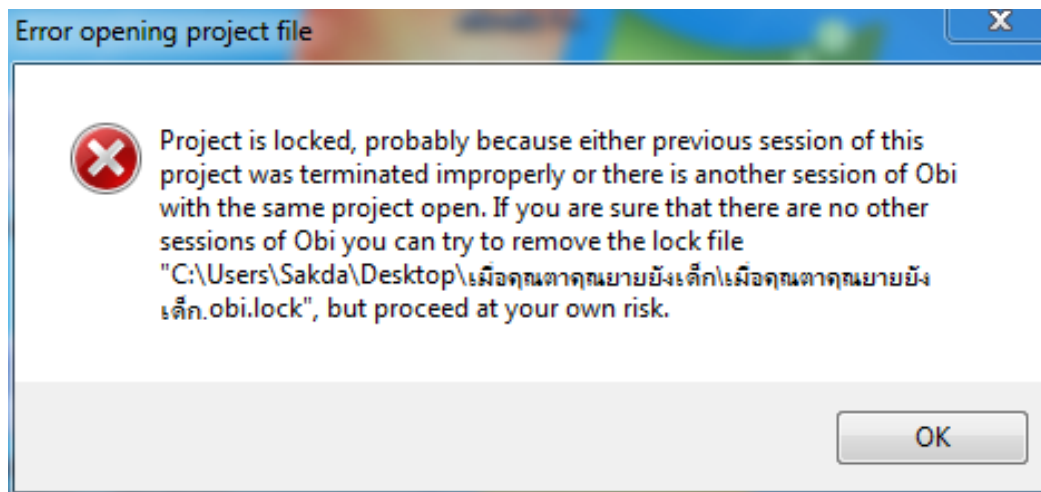 Error opening project file
Project is locked, probably because either previous session of this
project was terminated improperly or there is another session of Obi
with the same project open. If you are sure that there are no other
sessions of Obi you can try to remove the lock file
"C:\Users\Sakda\Desktop\เมื่อคุณตาคุณยายยังเด็ก\เมื่อคุณตาคุณยายยัง
เด็ก.obi.lock", but proceed at your own risk.
OK